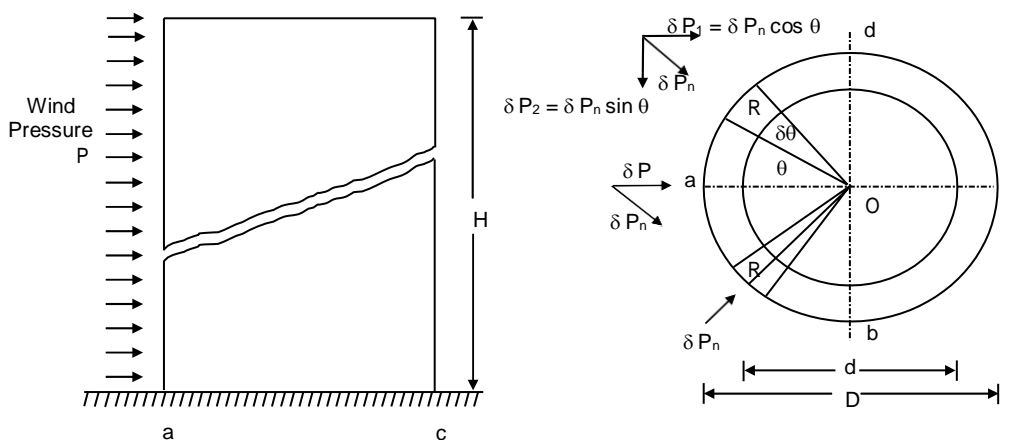 Wind
Pressure
P
H
a
c
δ P₁ = δ Pₙ cos θ
δ Pₙ
δ P₂ = δ Pₙ sin θ
d
R
δθ
θ
a
O
δ P
δ Pₙ
R
b
δ Pₙ
d
D